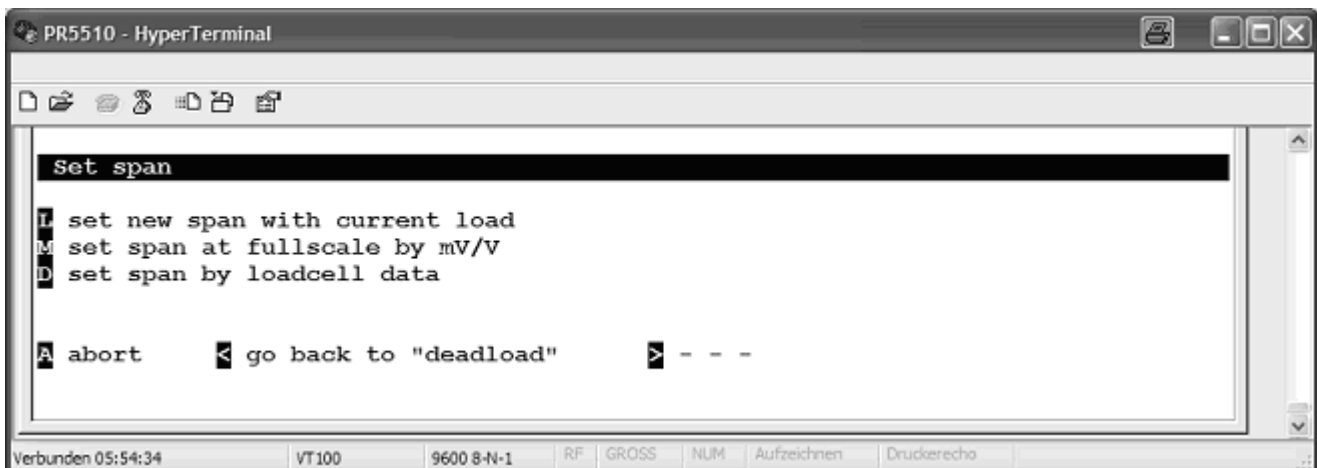 PR5510 - HyperTerminal
Set span
L set new span with current load
M set span at fullscale by mV/V
D set span by loadcell data
A abort < go back to "deadload" > - - -
Verbunden 05:54:34 VT100 9600 8-N-1 RF GROSS NUM Aufzeichnen Druckerecho